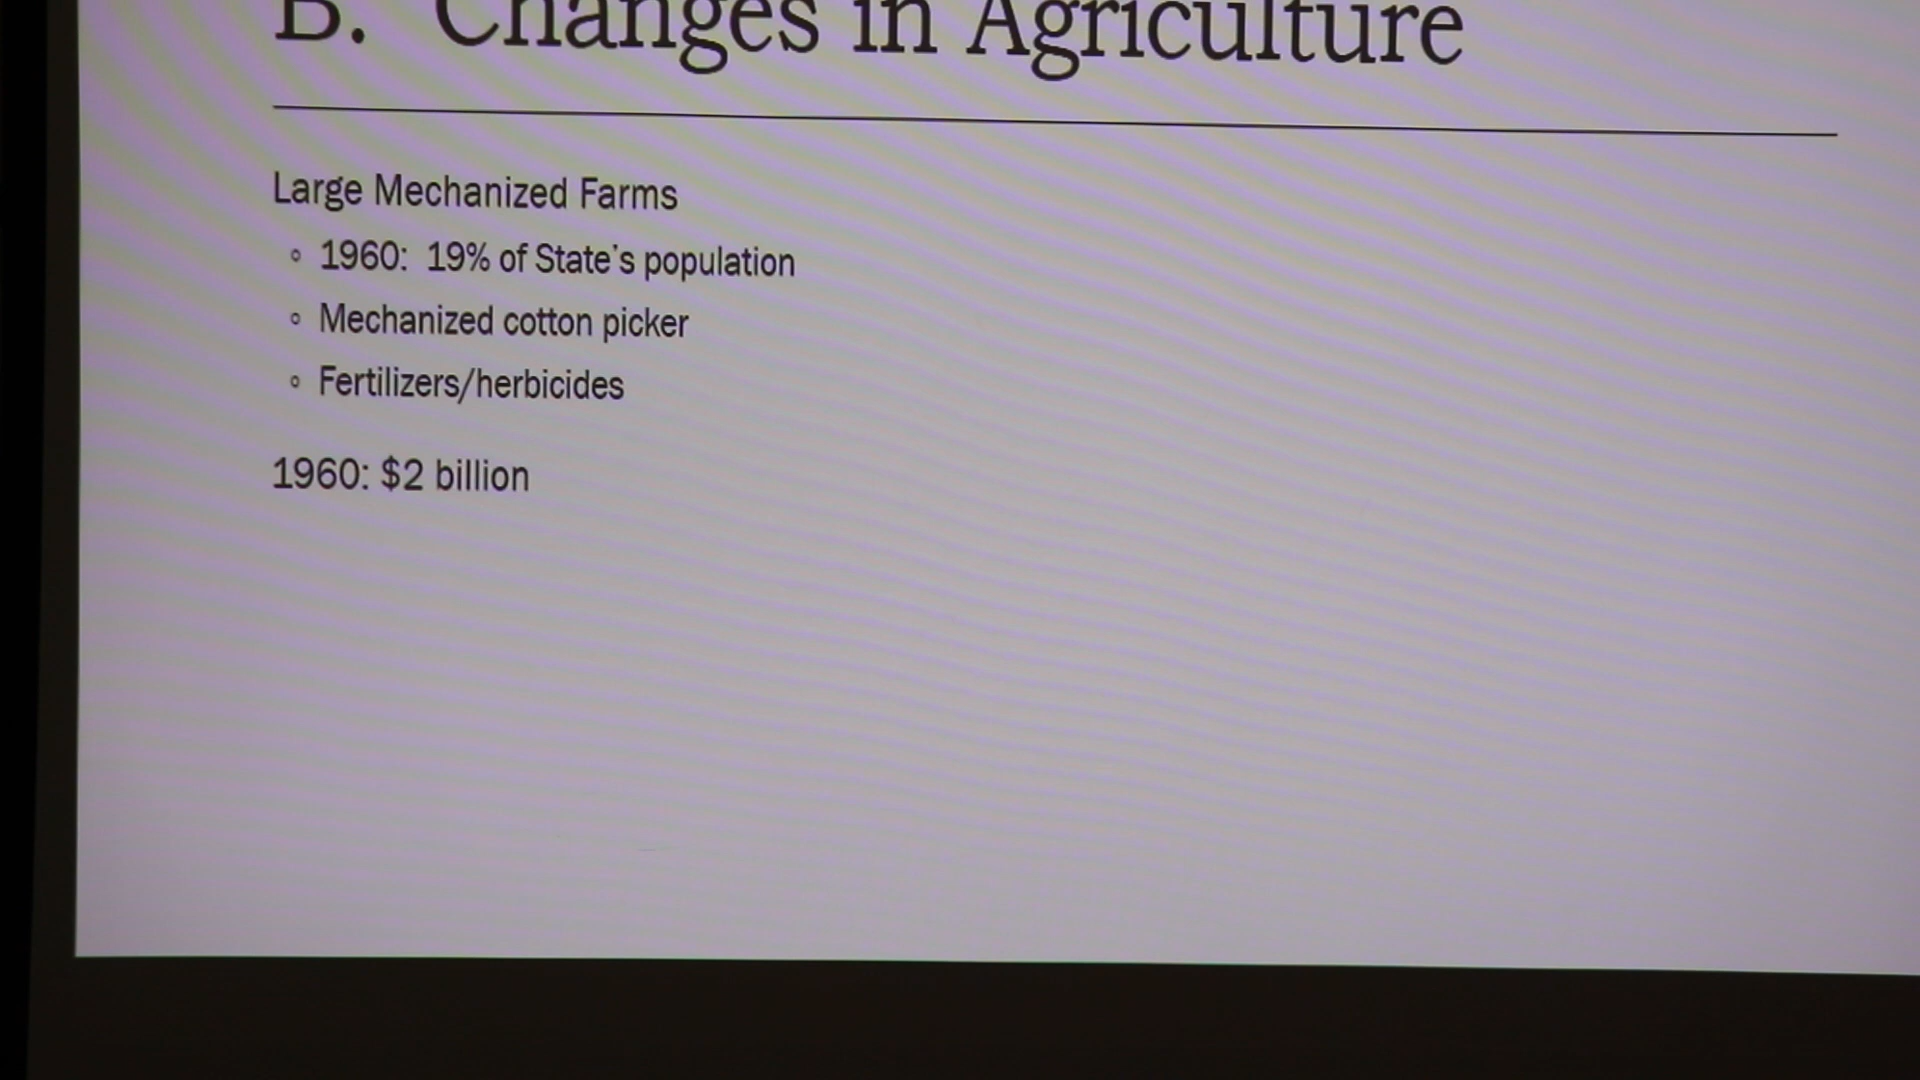 B. Changes in Agriculture
Large Mechanized Farms
◦ 1960: 19% of State's population
◦ Mechanized cotton picker
◦ Fertilizers/herbicides
1960: $2 billion